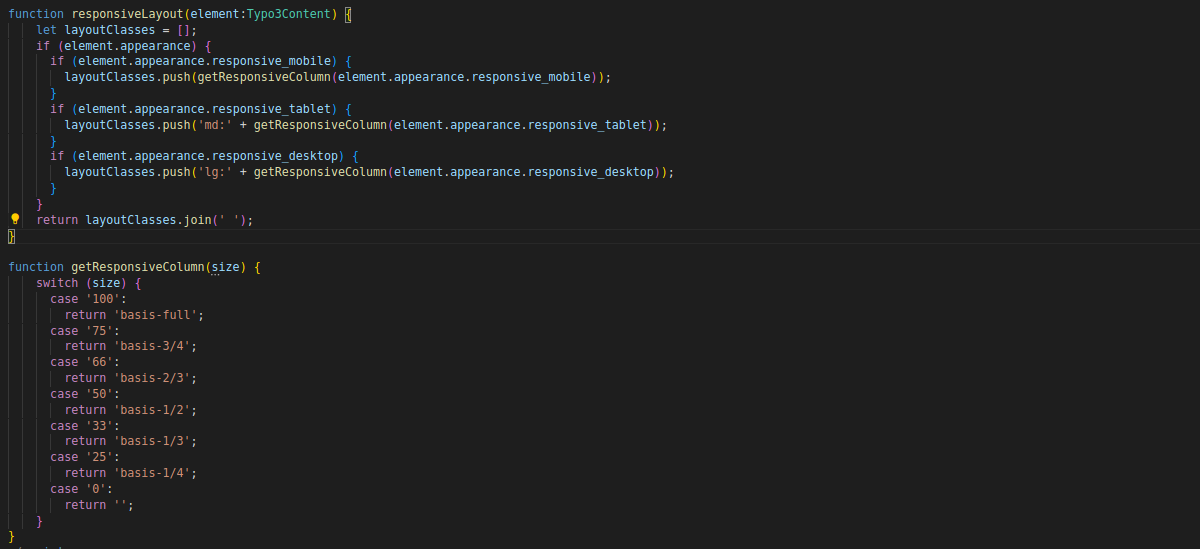 function responsiveLayout(element:Typo3Content) {
    let layoutClasses = [];
    if (element.appearance) {
      if (element.appearance.responsive_mobile) {
        layoutClasses.push(getResponsiveColumn(element.appearance.responsive_mobile));
      }
      if (element.appearance.responsive_tablet) {
        layoutClasses.push('md:' + getResponsiveColumn(element.appearance.responsive_tablet));
      }
      if (element.appearance.responsive_desktop) {
        layoutClasses.push('lg:' + getResponsiveColumn(element.appearance.responsive_desktop));
      }
    }
    return layoutClasses.join(' ');
}
function getResponsiveColumn(size) {
    switch (size) {
      case '100':
        return 'basis-full';
      case '75':
        return 'basis-3/4';
      case '66':
        return 'basis-2/3';
      case '50':
        return 'basis-1/2';
      case '33':
        return 'basis-1/3';
      case '25':
        return 'basis-1/4';
      case '0':
        return '';
    }
}